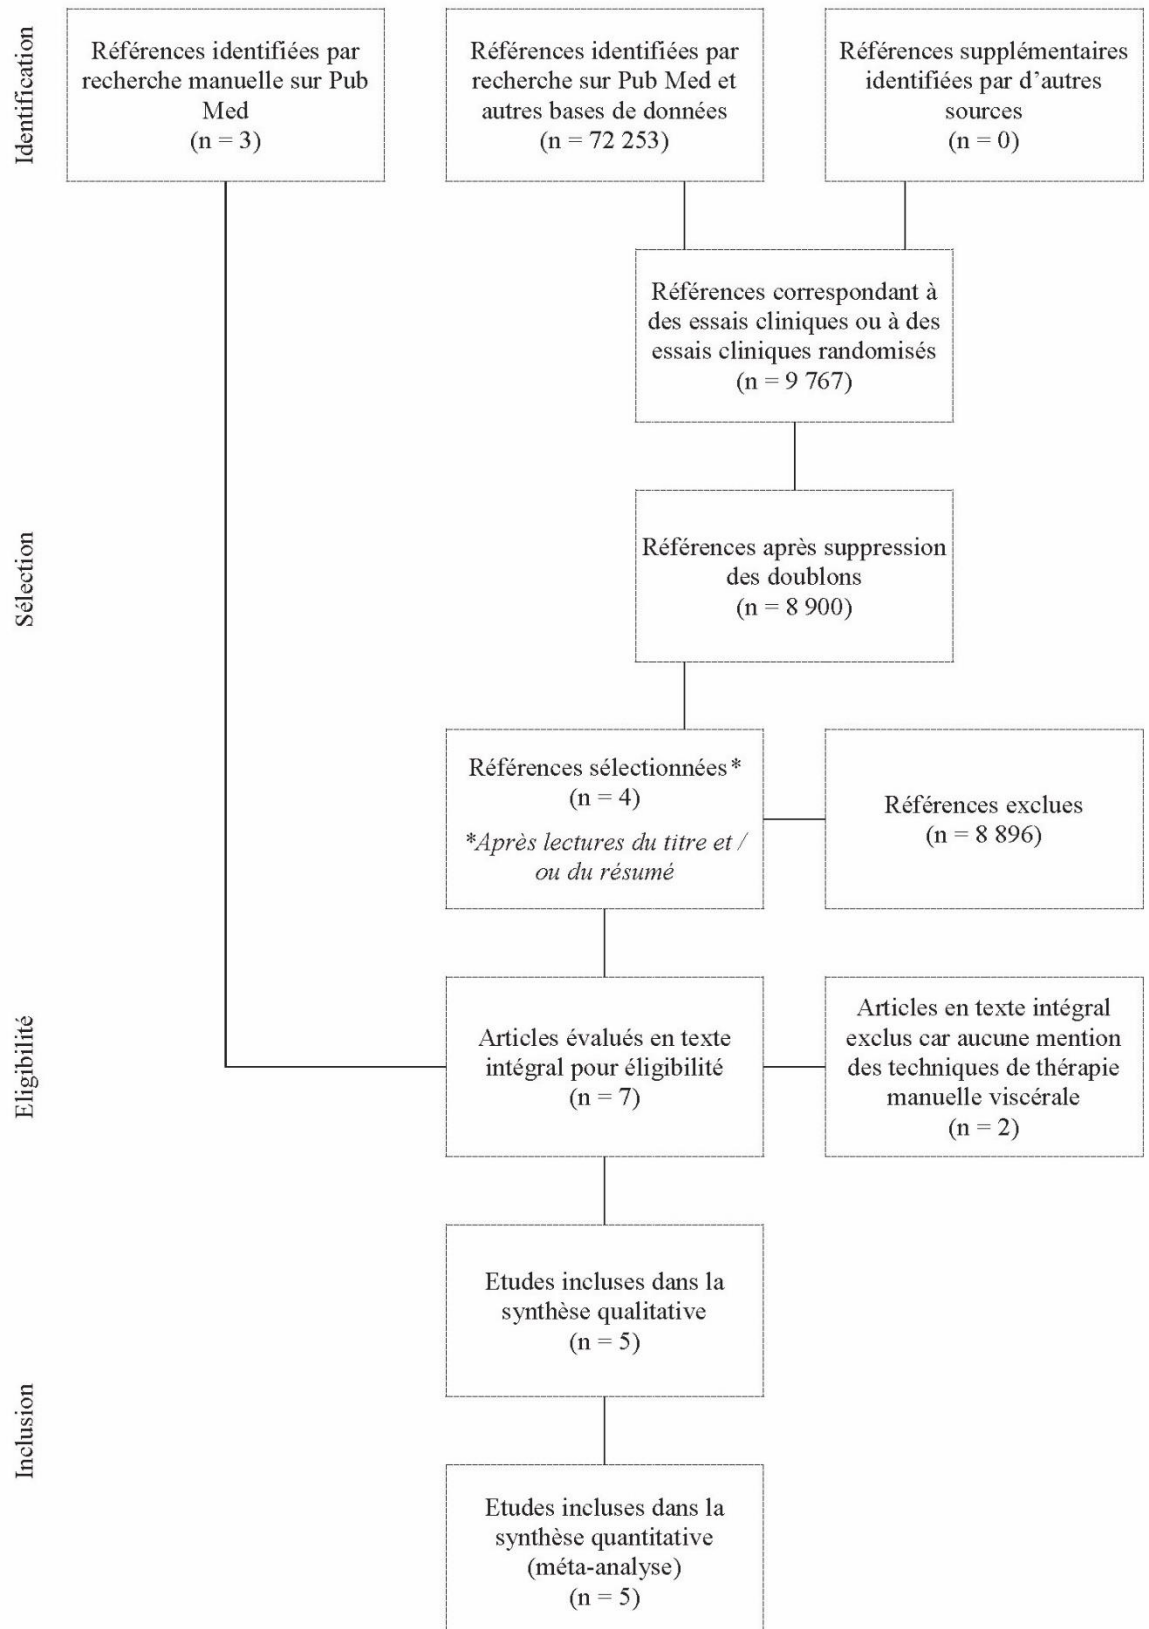 Identification
Références identifiées par
recherche manuelle sur Pub
Med
(n = 3)
Références identifiées par
recherche sur Pub Med et
autres bases de données
(n = 72 253)
Références supplémentaires
identifiées par d’autres
sources
(n = 0)
Références correspondant à
des essais cliniques ou à des
essais cliniques randomisés
(n = 9 767)
Sélection
Références après suppression
des doublons
(n = 8 900)
Références sélectionnées*
(n = 4)
*Après lectures du titre et /
ou du résumé
Références exclues
(n = 8 896)
Eligibilité
Articles évalués en texte
intégral pour éligibilité
(n = 7)
Articles en texte intégral
exclus car aucune mention
des techniques de thérapie
manuelle viscérale
(n = 2)
Inclusion
Etudes incluses dans la
synthèse qualitative
(n = 5)
Etudes incluses dans la
synthèse quantitative
(méta-analyse)
(n = 5)